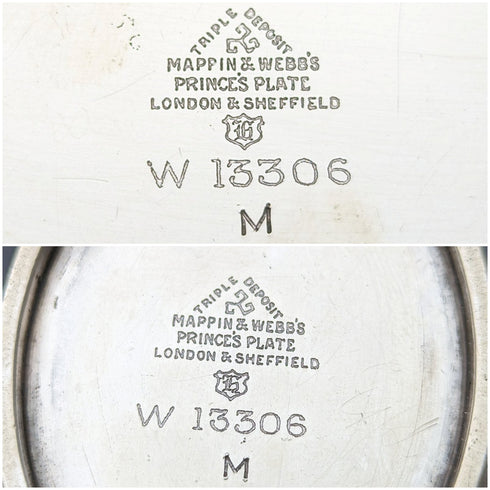 TRIPLE DEPOSIT
MAPPIN & WEBB'S
PRINCE'S PLATE
LONDON & SHEFFIELD
W 13306
M
TRIPLE DEPOSIT
MAPPIN & WEBB'S
PRINCE'S PLATE
LONDON & SHEFFIELD
W 13306
M